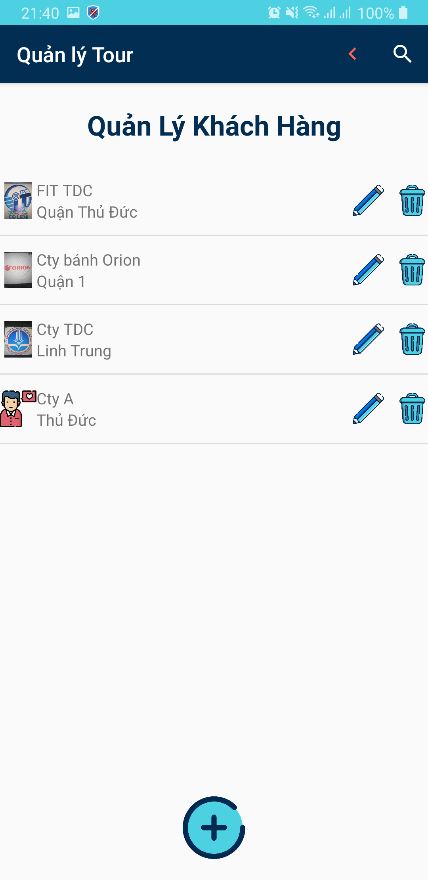 21:40 100%
Quản lý Tour
Quản Lý Khách Hàng
FIT TDC
Quận Thủ Đức
ORION
Cty bánh Orion
Quận 1
Cty TDC
Linh Trung
Cty A
Thủ Đức